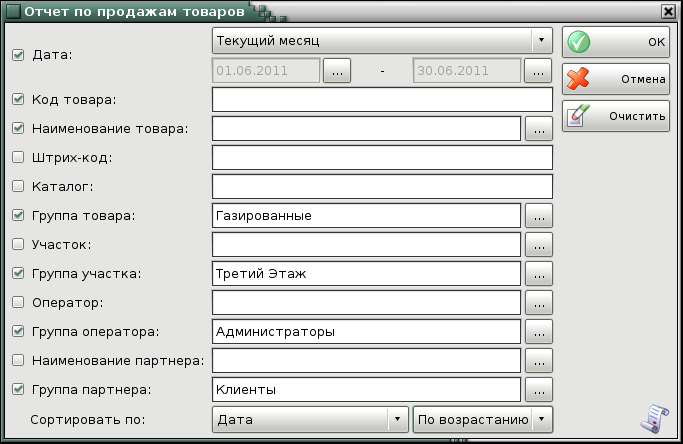 Отчет по продажам товаров
Текущий месяц
Дата:
01.06.2011 ... - 30.06.2011 ...
Код товара:
Наименование товара: ...
Штрих-код:
Каталог:
Группа товара: Газированные ...
Участок: ...
Группа участка: Третий Этаж ...
Оператор: ...
Группа оператора: Администраторы ...
Наименование партнера: ...
Группа партнера: Клиенты ...
Сортировать по: Дата По возрастанию
OK
Отмена
Очистить